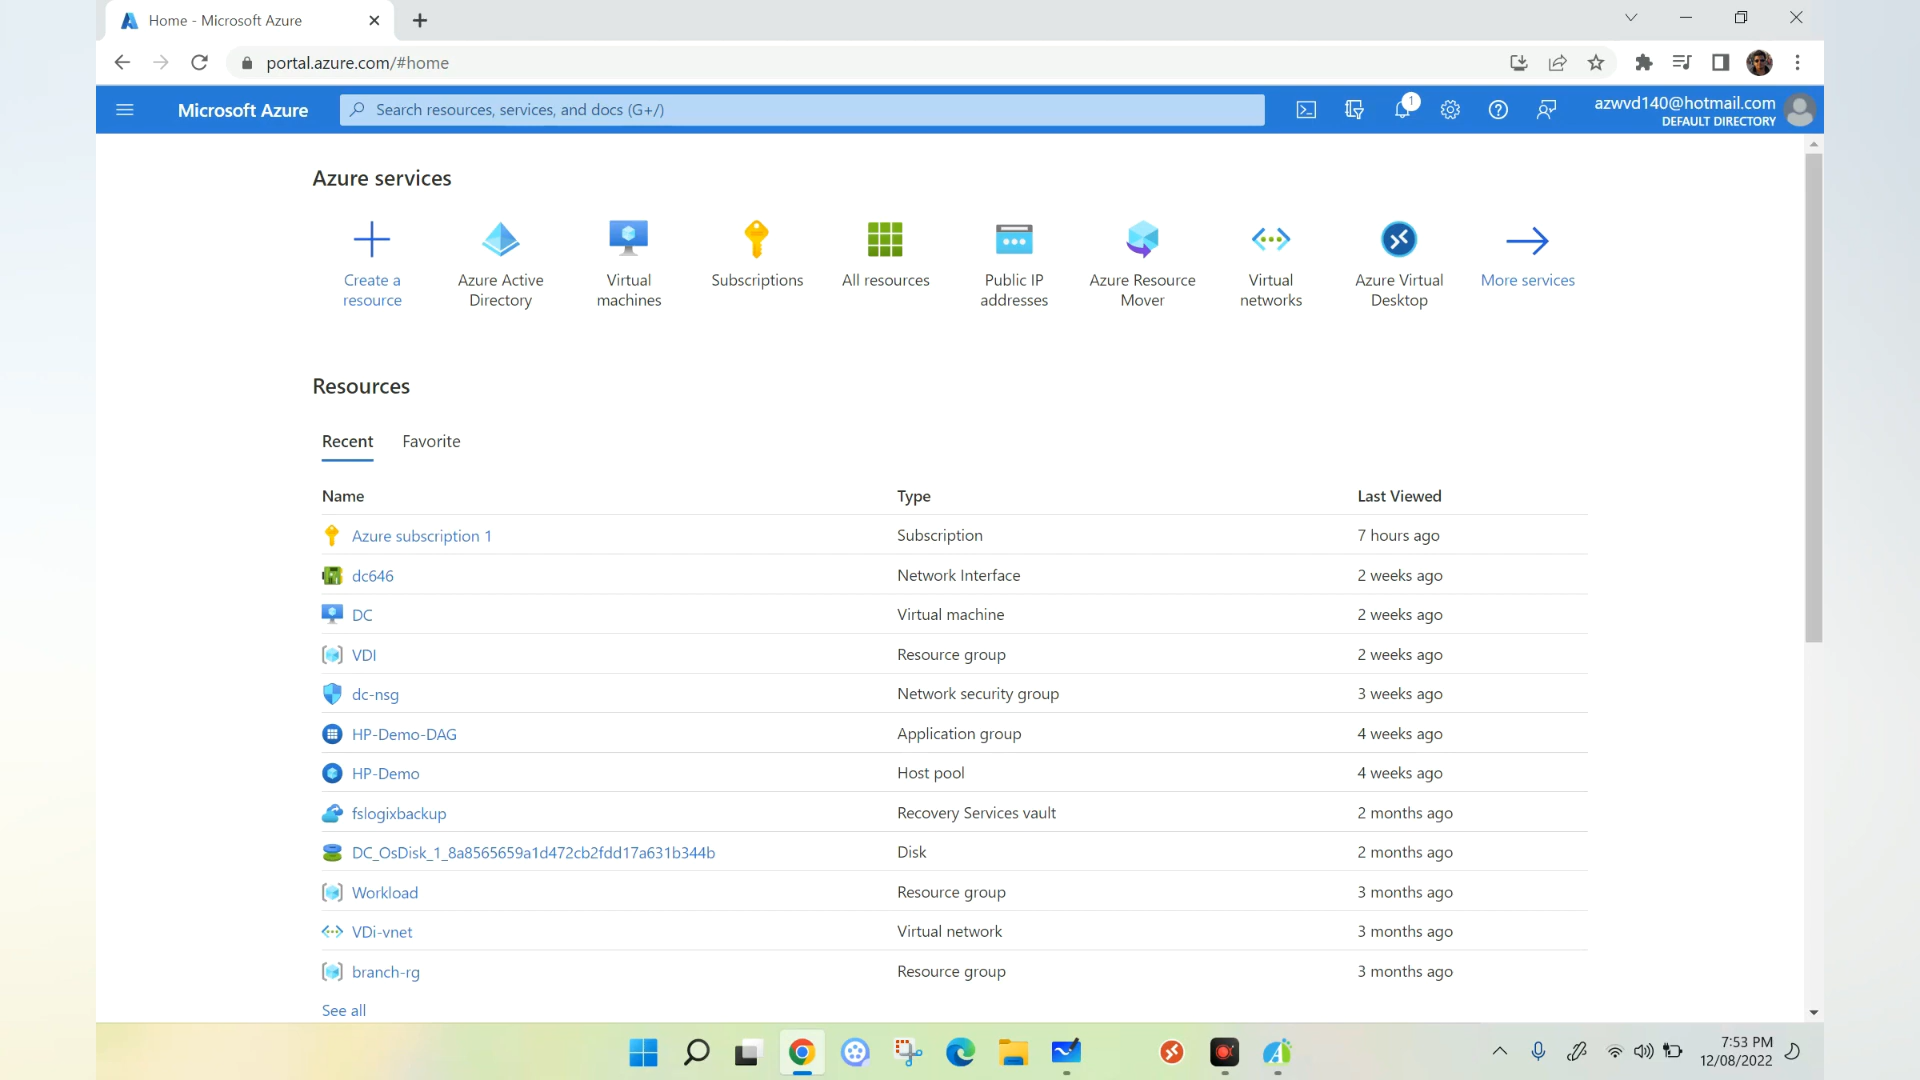 Home - Microsoft Azure
portal.azure.com/#home
Microsoft Azure
Search resources, services, and docs (G+/)
1
azwvd140@hotmail.com
DEFAULT DIRECTORY
Azure services
Create a resource
Azure Active Directory
Virtual machines
Subscriptions
All resources
Public IP addresses
Azure Resource Mover
Virtual networks
Azure Virtual Desktop
More services
Resources
Recent Favorite
Name Type Last Viewed
Azure subscription 1 Subscription 7 hours ago
dc646 Network Interface 2 weeks ago
DC Virtual machine 2 weeks ago
VDI Resource group 2 weeks ago
dc-nsg Network security group 3 weeks ago
HP-Demo-DAG Application group 4 weeks ago
HP-Demo Host pool 4 weeks ago
fslogixbackup Recovery Services vault 2 months ago
DC_OsDisk_1_8a8565659a1d472cb2fdd17a631b344b Disk 2 months ago
Workload Resource group 3 months ago
VDi-vnet Virtual network 3 months ago
branch-rg Resource group 3 months ago
See all
7:53 PM
12/08/2022